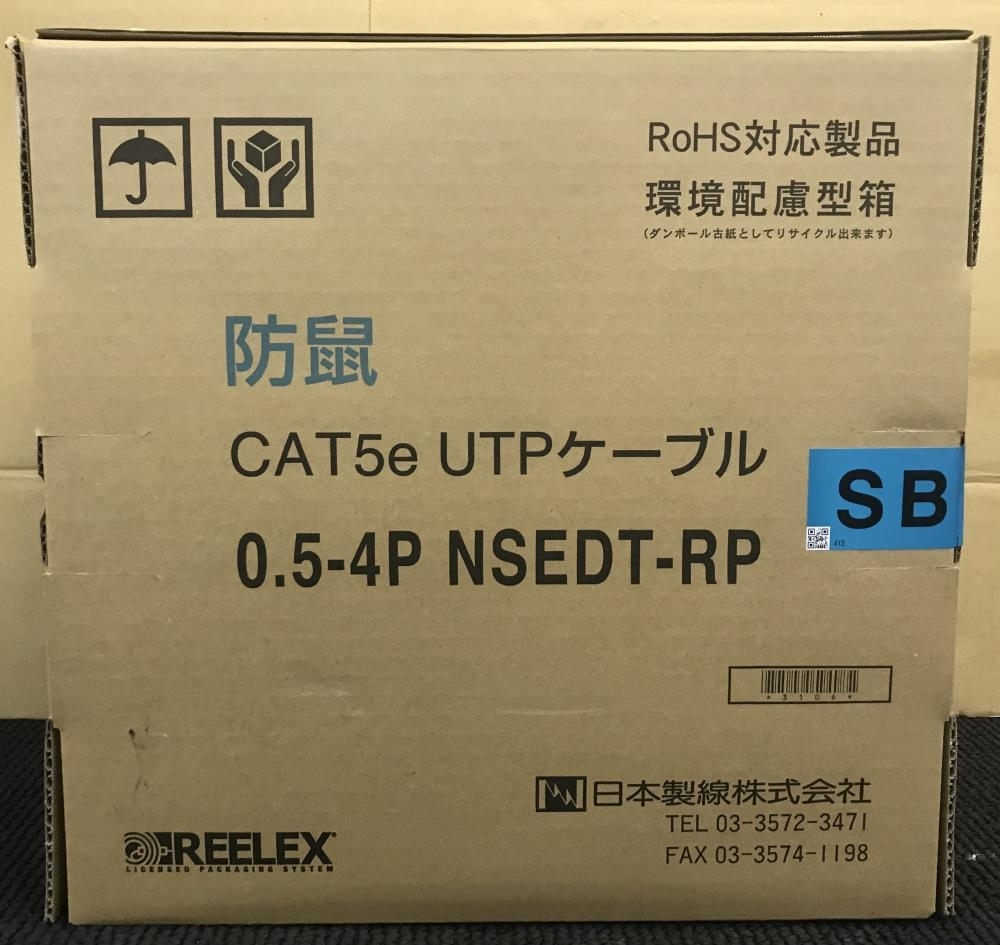 RoHS対応製品
環境配慮型箱
(ダンボール古紙としてリサイクル出来ます)
防鼠
CAT5e UTPケーブル
SB
412
0.5-4P NSEDT-RP
*3106*
日本製線株式会社
TEL 03-3572-3471
FAX 03-3574-1198
REELEX
LICENSED PACKAGING SYSTEM